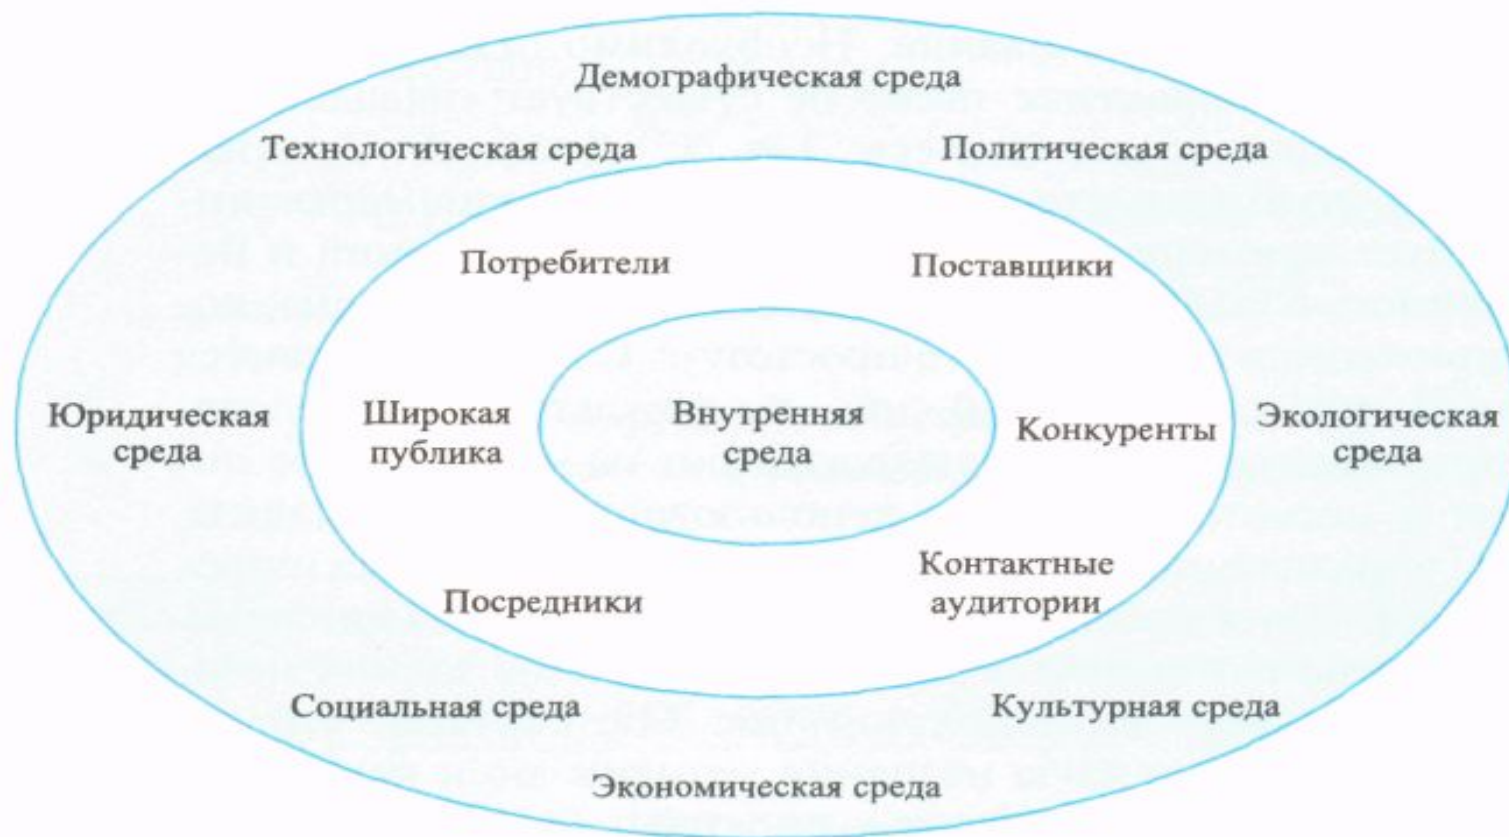 Демографическая среда
Технологическая среда
Политическая среда
Потребители
Поставщики
Юридическая
среда
Широкая
публика
Внутренняя
среда
Конкуренты
Экологическая
среда
Посредники
Контактные
аудитории
Социальная среда
Культурная среда
Экономическая среда